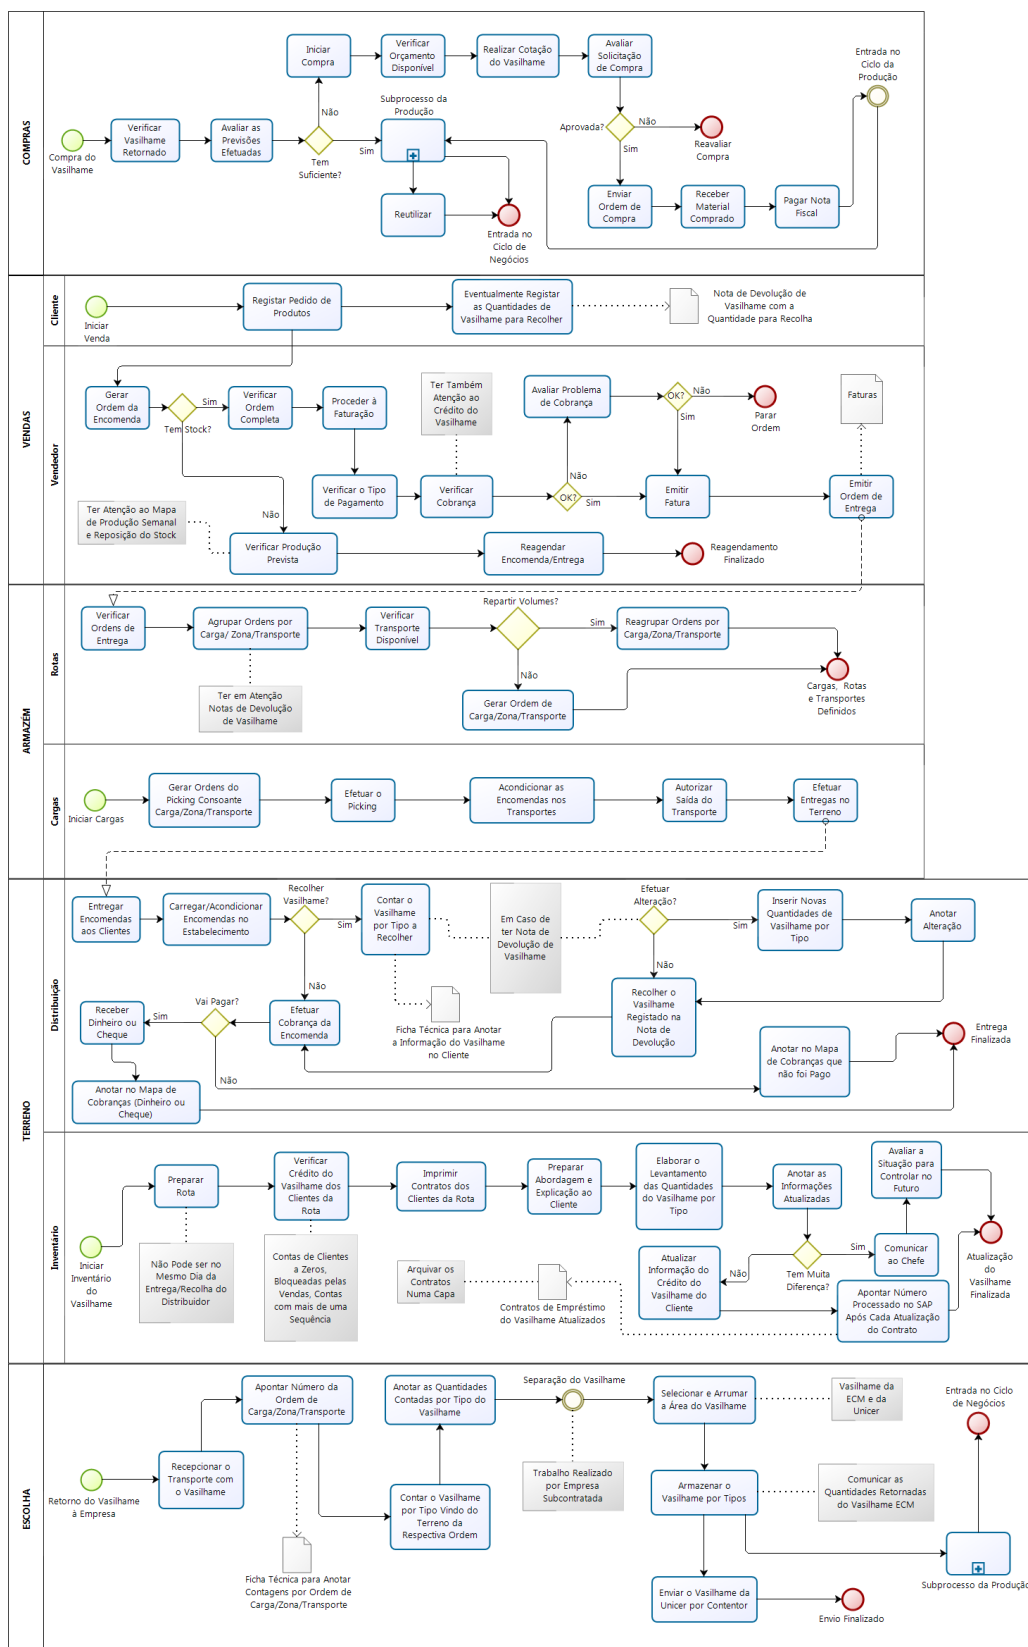 COMPRAS
Compra do
Vasilhame
Verificar
Vasilhame
Retornado
Avaliar as
Previsões
Efetuadas
Tem
Suficiente?
Não
Sim
Iniciar
Compra
Verificar
Orçamento
Disponível
Realizar Cotação
do Vasilhame
Avaliar
Solicitação
de Compra
Subprocesso da
Produção
Reutilizar
Entrada no
Ciclo de
Negócios
Aprovada?
Não
Sim
Reavaliar
Compra
Enviar
Ordem de
Compra
Receber
Material
Comprado
Pagar Nota
Fiscal
Entrada no
Ciclo da
Produção
VENDAS
Cliente
Iniciar
Venda
Registar Pedido de
Produtos
Eventualmente Registar
as Quantidades de
Vasilhame para Recolher
Nota de Devolução de
Vasilhame com a
Quantidade para Recolha
Vendedor
Gerar
Ordem da
Encomenda
Tem Stock?
Sim
Não
Verificar
Ordem
Completa
Proceder à
Faturação
Ter Também
Atenção ao
Crédito do
Vasilhame
Avaliar Problema
de Cobrança
OK?
Não
Sim
Parar
Ordem
Faturas
Verificar o Tipo
de Pagamento
Verificar
Cobrança
Não
OK?
Sim
Emitir
Fatura
Emitir
Ordem de
Entrega
Ter Atenção ao Mapa
de Produção Semanal
e Reposição do Stock
Verificar Produção
Prevista
Reagendar
Encomenda/Entrega
Reagendamento
Finalizado
ARMAZÉM
Rotas
Verificar
Ordens de
Entrega
Agrupar Ordens por
Carga/ Zona/Transporte
Verificar
Transporte
Disponível
Repartir Volumes?
Sim
Não
Reagrupar Ordens por
Carga/Zona/Transporte
Ter em Atenção
Notas de Devolução
de Vasilhame
Gerar Ordem de
Carga/Zona/Transporte
Cargas, Rotas
e Transportes
Definidos
Cargas
Iniciar Cargas
Gerar Ordens do
Picking Consoante
Carga/Zona/Transporte
Efetuar o
Picking
Acondicionar as
Encomendas nos
Transportes
Autorizar
Saída do
Transporte
Efetuar
Entregas no
Terreno
TERRENO
Distribuição
Entregar
Encomendas
aos Clientes
Carregar/Acondicionar
Encomendas no
Estabelecimento
Recolher
Vasilhame?
Sim
Não
Contar o
Vasilhame
por Tipo a
Recolher
Em Caso de
ter Nota de
Devolução de
Vasilhame
Efetuar
Alteração?
Sim
Não
Inserir Novas
Quantidades de
Vasilhame por
Tipo
Anotar
Alteração
Receber
Dinheiro ou
Cheque
Vai Pagar?
Sim
Não
Efetuar
Cobrança da
Encomenda
Ficha Técnica para Anotar
a Informação do Vasilhame
no Cliente
Recolher o
Vasilhame
Registado na
Nota de
Devolução
Anotar no Mapa
de Cobranças que
não foi Pago
Entrega
Finalizada
Anotar no Mapa de
Cobranças (Dinheiro ou
Cheque)
Inventário
Iniciar
Inventário
do Vasilhame
Preparar
Rota
Verificar
Crédito do
Vasilhame dos
Clientes da
Rota
Imprimir
Contratos dos
Clientes da Rota
Preparar
Abordagem e
Explicação ao
Cliente
Elaborar o
Levantamento
das Quantidades
do Vasilhame por
Tipo
Anotar as
Informações
Atualizadas
Avaliar a
Situação para
Controlar no
Futuro
Não Pode ser no
Mesmo Dia da
Entrega/Recolha do
Distribuidor
Contas de Clientes
a Zeros,
Bloqueadas pelas
Vendas, Contas
com mais de uma
Sequência
Arquivar os
Contratos
Numa Capa
Contratos de Empréstimo
do Vasilhame Atualizados
Atualizar
Informação do
Crédito do
Vasilhame do
Cliente
Não
Tem Muita
Diferença?
Sim
Comunicar
ao Chefe
Apontar Número
Processado no SAP
Após Cada Atualização
do Contrato
Atualização
do
Vasilhame
Finalizada
ESCOLHA
Retorno do Vasilhame
à Empresa
Recepcionar o
Transporte com
o Vasilhame
Apontar Número da
Ordem de
Carga/Zona/Transporte
Ficha Técnica para Anotar
Contagens por Ordem de
Carga/Zona/Transporte
Anotar as Quantidades
Contadas por Tipo do
Vasilhame
Contar o Vasilhame
por Tipo Vindo do
Terreno da
Respectiva Ordem
Separação do Vasilhame
Trabalho Realizado
por Empresa
Subcontratada
Selecionar e Arrumar
a Área do Vasilhame
Vasilhame da
ECM e da
Unicer
Armazenar o
Vasilhame por Tipos
Comunicar as
Quantidades Retornadas
do Vasilhame ECM
Entrada no Ciclo
de Negócios
Subprocesso da Produção
Enviar o Vasilhame da
Unicer por Contentor
Envio Finalizado